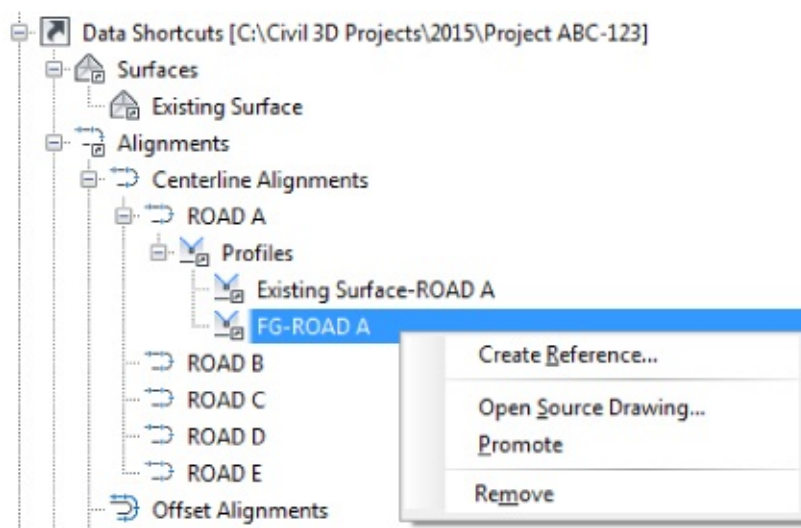 Data Shortcuts [C:\Civil 3D Projects\2015\Project ABC-123]
Surfaces
Existing Surface
Alignments
Centerline Alignments
ROAD A
Profiles
Existing Surface-ROAD A
FG-ROAD A
Create Reference...
ROAD B
Open Source Drawing...
ROAD C
Promote
ROAD D
ROAD E
Remove
Offset Alignments